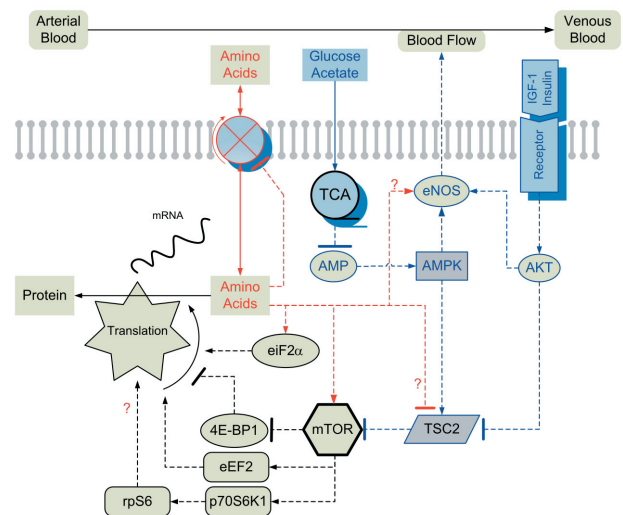 Arterial
Blood
Venous
Blood
Blood Flow
Amino
Acids
Glucose
Acetate
IGF-1
Insulin
Receptor
TCA
?
eNOS
mRNA
AMP
AMPK
AKT
Protein
Amino
Acids
Translation
eiF2α
?
?
4E-BP1
mTOR
TSC2
eEF2
rpS6
p70S6K1